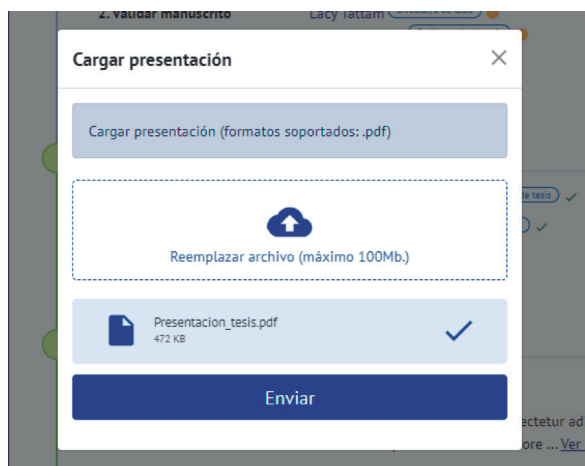 2. Validar manuscrito Lacy Tattam
Cargar presentación
Cargar presentación (formatos soportados: .pdf)
de tesis
Reemplazar archivo (máximo 100Mb.)
Presentacion_tesis.pdf
472 KB
Enviar
ectetur ad
ore ... Ver